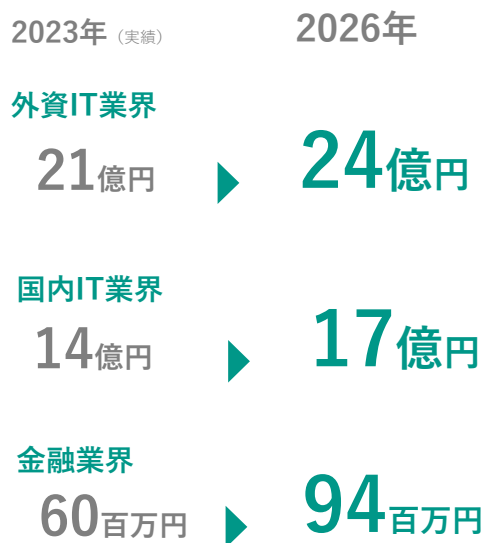 2023年（実績）
2026年
外資IT業界
21億円
24億円
国内IT業界
14億円
17億円
金融業界
60百万円
94百万円